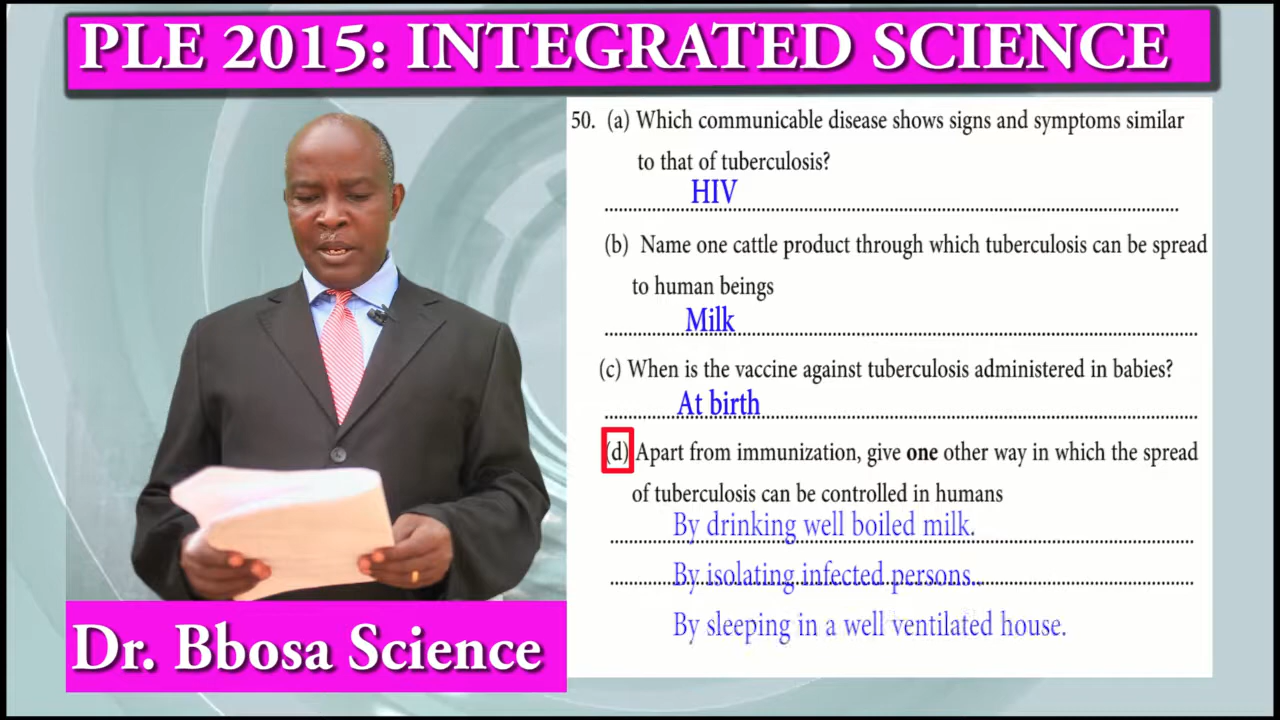 PLE 2015: INTEGRATED SCIENCE
50. (a) Which communicable disease shows signs and symptoms similar
to that of tuberculosis?
HIV
(b) Name one cattle product through which tuberculosis can be spread
to human beings
Milk
(c) When is the vaccine against tuberculosis administered in babies?
At birth
(d) Apart from immunization, give one other way in which the spread
of tuberculosis can be controlled in humans
By drinking well boiled milk.
By isolating infected persons..
By sleeping in a well ventilated house.
Dr. Bbosa Science